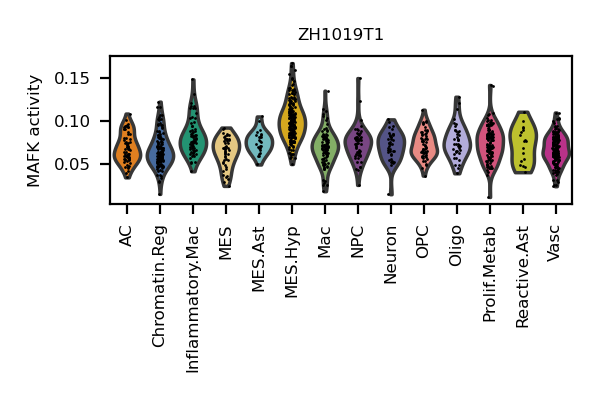 ZH1019T1
MAFK activity
0.15
0.10
0.05
AC
Chromatin.Reg
Inflammatory.Mac
MES
MES.Ast
MES.Hyp
Mac
NPC
Neuron
OPC
Oligo
Prolif.Metab
Reactive.Ast
Vasc